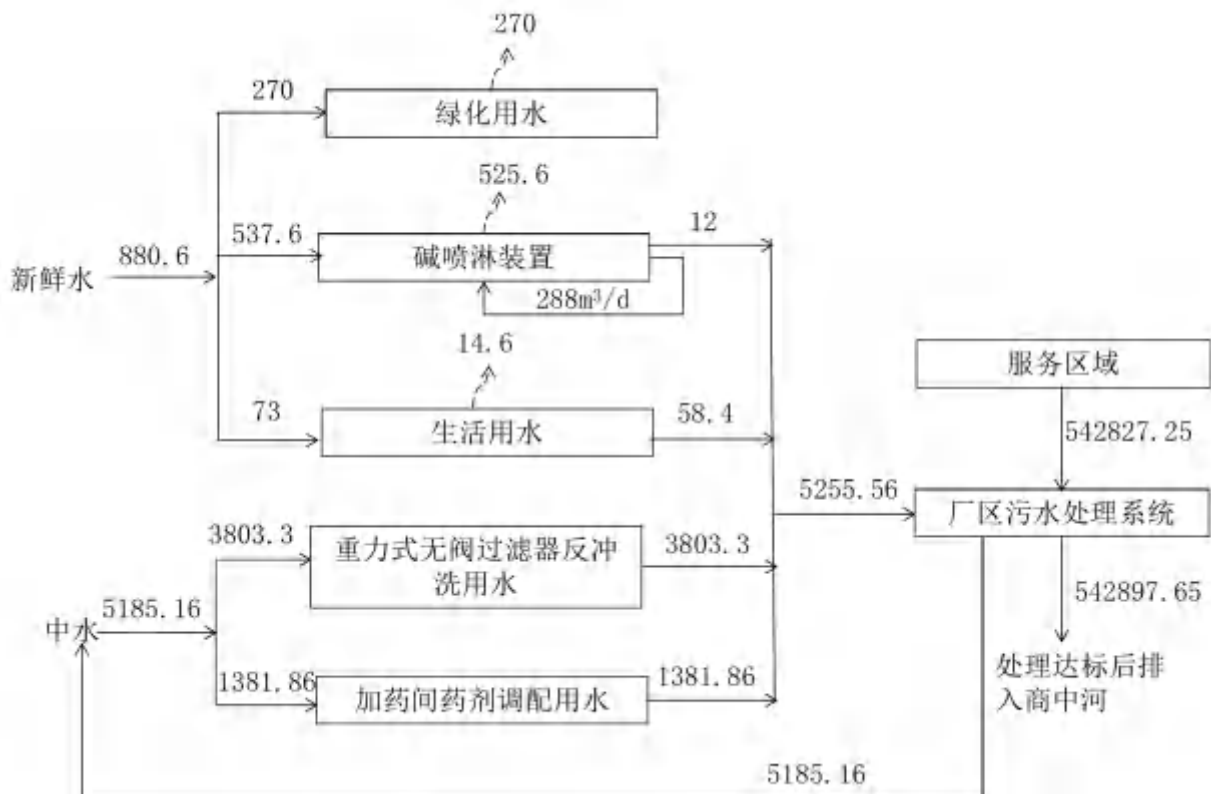 270
270
绿化用水
525.6
537.6
12
碱喷淋装置
880.6
新鲜水
288m³/d
14.6
服务区域
73
58.4
生活用水
542827.25
5255.56
厂区污水处理系统
3803.3
重力式无阀过滤器反冲
洗用水
3803.3
5185.16
中水
542897.65
处理达标后排
入商中河
1381.86
加药间药剂调配用水
1381.86
5185.16